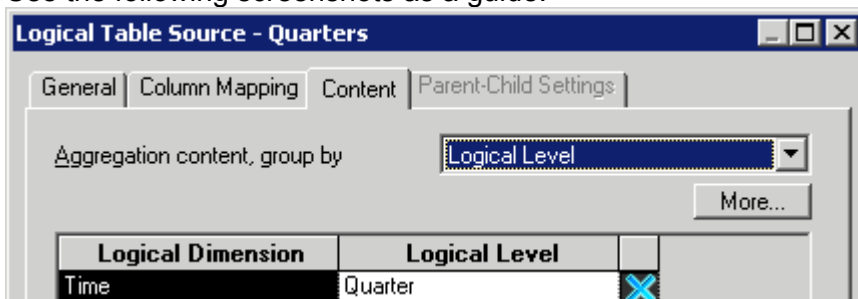 Use the following screenshots as a guide.
Logical Table Source - Quarters
General Column Mapping Content Parent-Child Settings
Aggregation content, group by Logical Level
More...
Logical Dimension Logical Level
Time Quarter